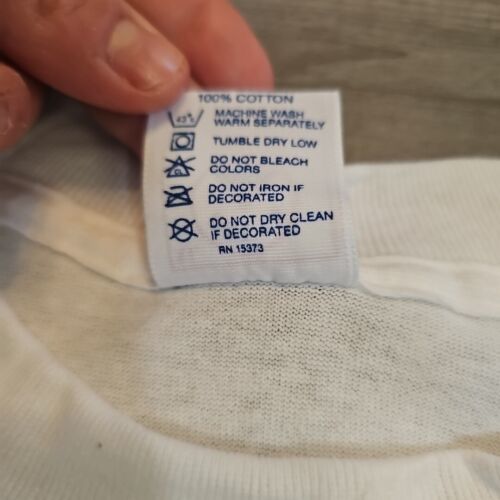 100% COTTON
MACHINE WASH
WARM SEPARATELY
TUMBLE DRY LOW
DO NOT BLEACH
COLORS
DO NOT IRON IF
DECORATED
DO NOT DRY CLEAN
IF DECORATED
RN 15373